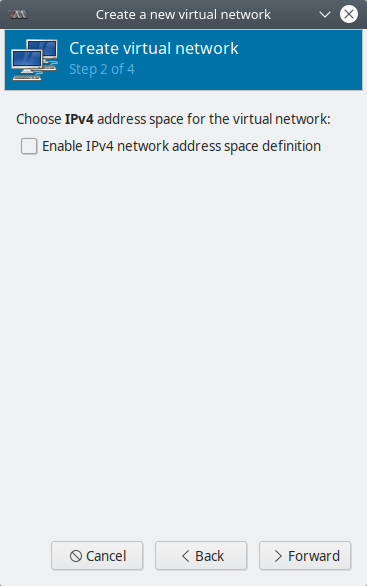 Create a new virtual network
Create virtual network
Step 2 of 4
Choose IPv4 address space for the virtual network:
Enable IPv4 network address space definition
Cancel
Back
Forward